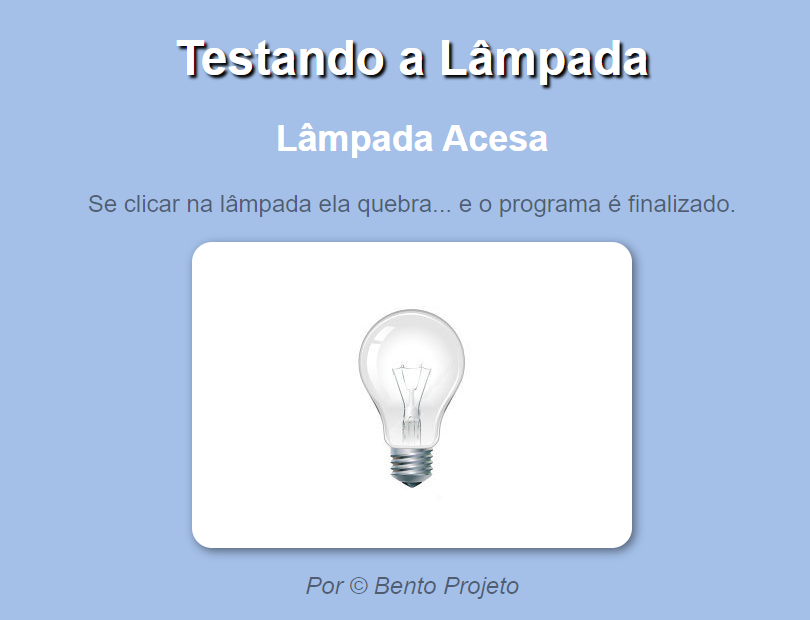 Testando a Lâmpada
Lâmpada Acesa
Se clicar na lâmpada ela quebra... e o programa é finalizado.
Por © Bento Projeto